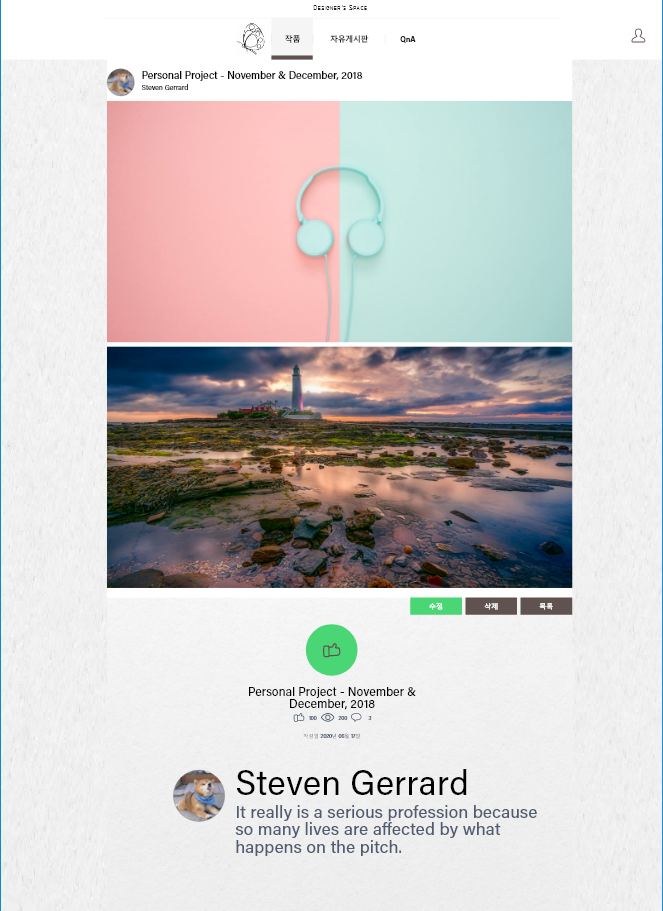 DESIGNER'S SPACE
작품 자유게시판 QnA
Personal Project - November & December, 2018
Steven Gerrard
수정 삭제 목록
Personal Project - November &
December, 2018
100 200 3
작성일 2020년 06월 17일
Steven Gerrard
It really is a serious profession because
so many lives are affected by what
happens on the pitch.